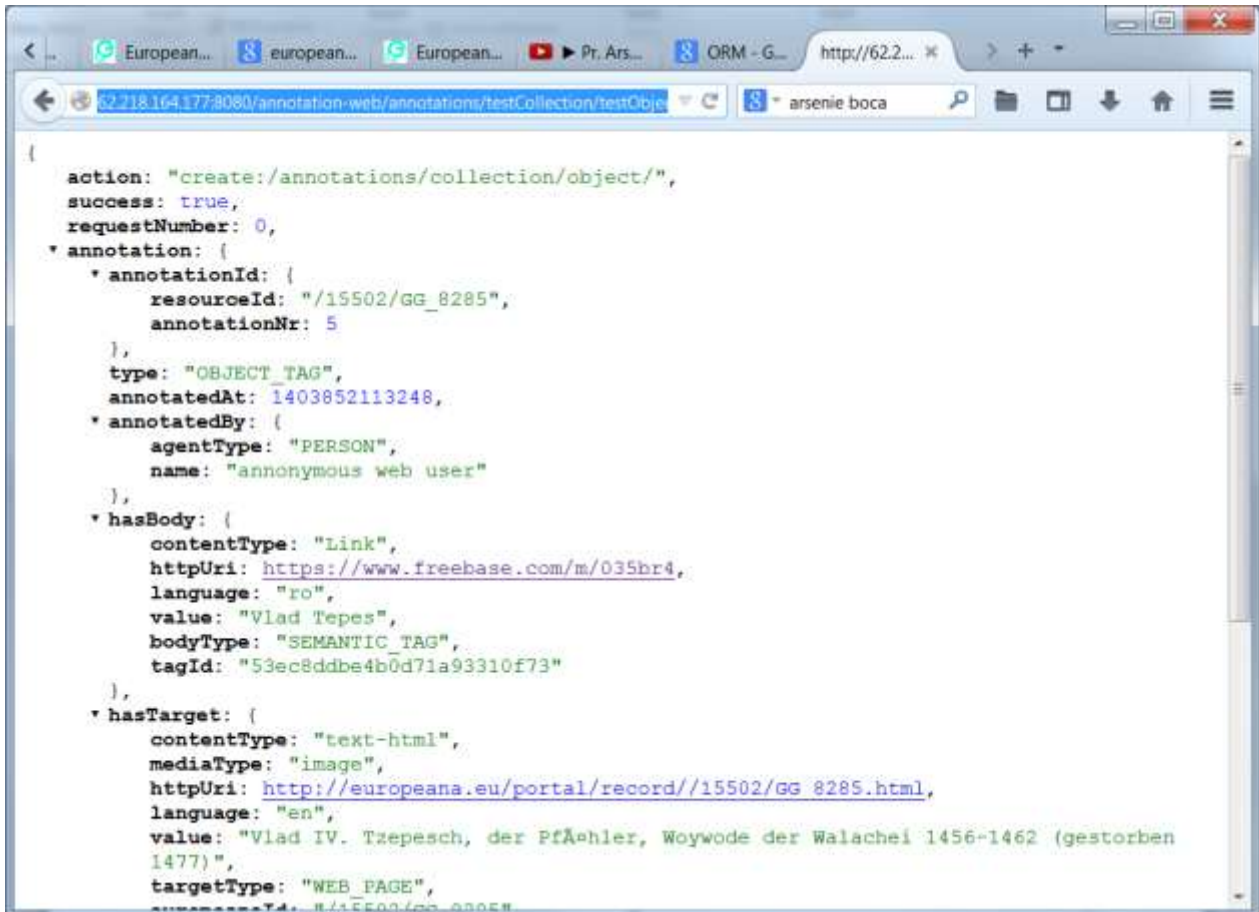 European... european... European... ▶ Pr. Ars... ORM - G... http://62.2...
62.218.164.177:8080/annotation-web/annotations/testCollection/testObje arsenie boca
{
action: "create:/annotations/collection/object/",
success: true,
requestNumber: 0,
annotation: {
annotationId: {
resourceId: "/15502/GG_8285",
annotationNr: 5
},
type: "OBJECT_TAG",
annotatedAt: 1403852113248,
annotatedBy: {
agentType: "PERSON",
name: "annonymous web user"
},
hasBody: {
contentType: "Link",
httpUri: https://www.freebase.com/m/035br4,
language: "ro",
value: "Vlad Tepes",
bodyType: "SEMANTIC_TAG",
tagId: "53ec8ddbe4b0d71a93310f73"
},
hasTarget: {
contentType: "text-html",
mediaType: "image",
httpUri: http://europeana.eu/portal/record//15502/GG_8285.html,
language: "en",
value: "Vlad IV. Tzepesch, der PfÃ¤hler, Woywode der Walachei 1456-1462 (gestorben
1477)",
targetType: "WEB_PAGE",